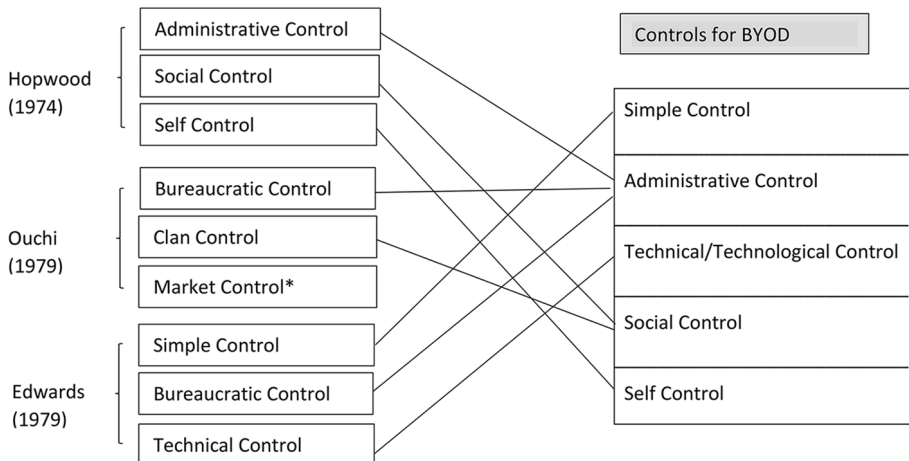 Hopwood
(1974)
Administrative Control
Social Control
Self Control
Ouchi
(1979)
Bureaucratic Control
Clan Control
Market Control*
Edwards
(1979)
Simple Control
Bureaucratic Control
Technical Control
Controls for BYOD
Simple Control
Administrative Control
Technical/Technological Control
Social Control
Self Control